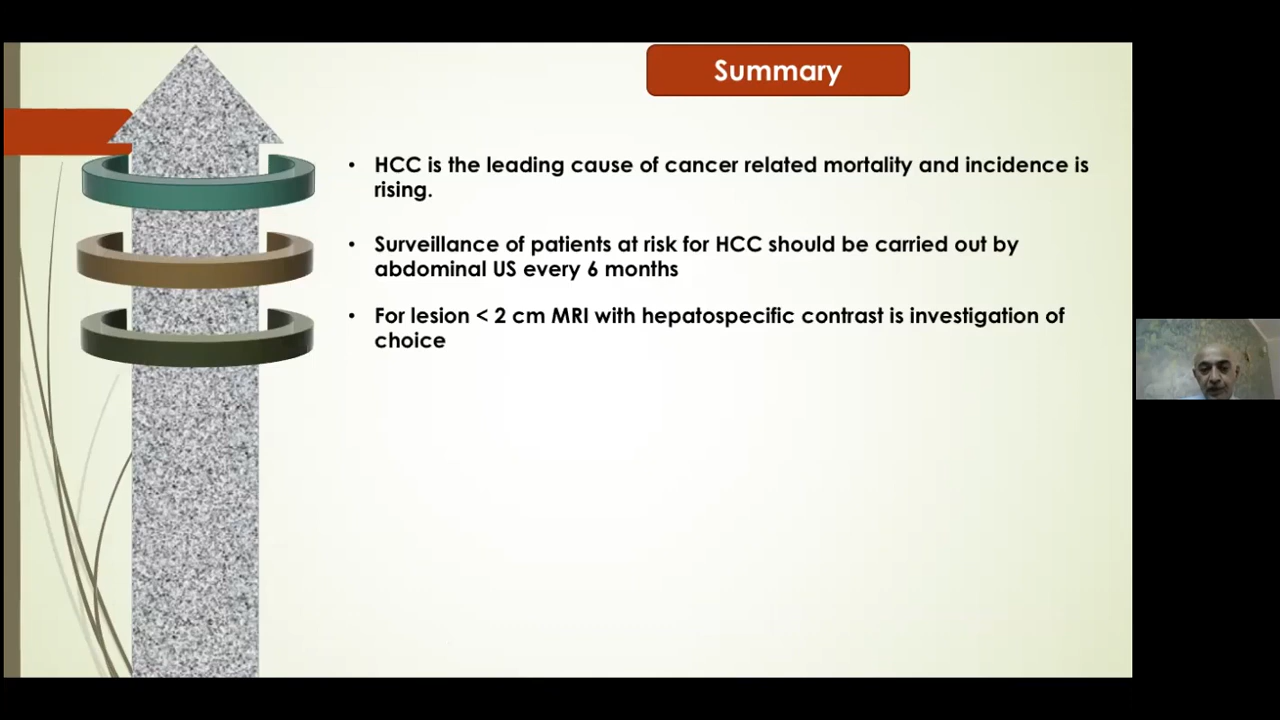 Summary
• HCC is the leading cause of cancer related mortality and incidence is
rising.
• Surveillance of patients at risk for HCC should be carried out by
abdominal US every 6 months
• For lesion < 2 cm MRI with hepatospecific contrast is investigation of
choice